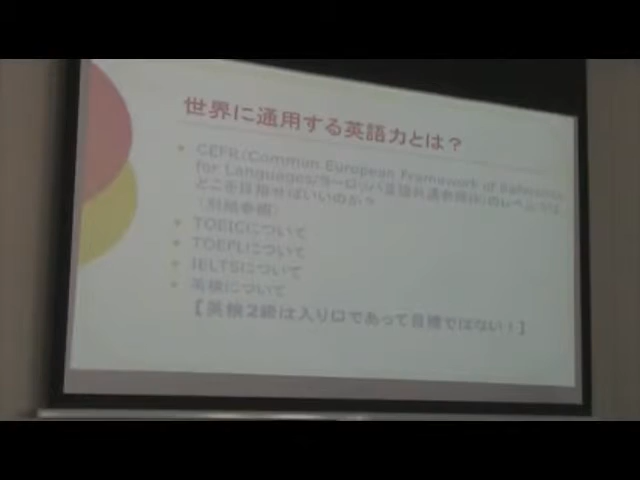 世界に通用する英語力とは？
• CEFR/Commun European Framework of Reference
for Languages/ヨーロッパ言語共通参照枠)のレベルでは
どこを目指せばいいのか？
（別紙参照）
• TOEICについて
• TOEFLについて
• IELTSについて
• 英検について
【英検２級は入り口であって目標ではない！】